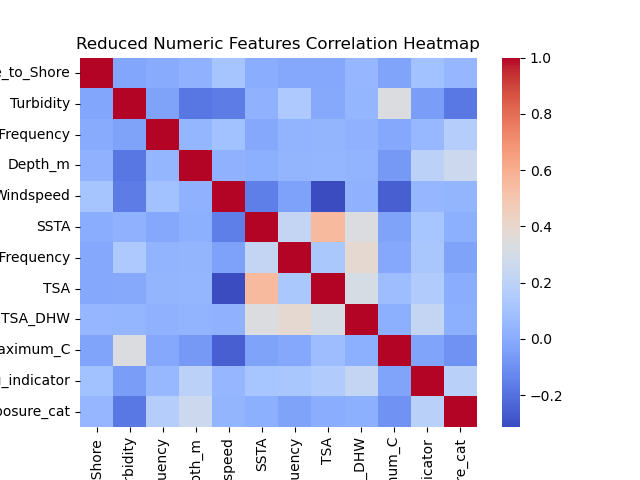 Reduced Numeric Features Correlation Heatmap
e_to_Shore
Turbidity
Frequency
Depth_m
Windspeed
SSTA
Frequency
TSA
TSA_DHW
aximum_C
_indicator
posure_cat
Shore
rbidity
uency
oth_m
speed
SSTA
uency
TSA
_DHW
num_C
icator
re_cat
1.0
0.8
0.6
0.4
0.2
0.0
−0.2